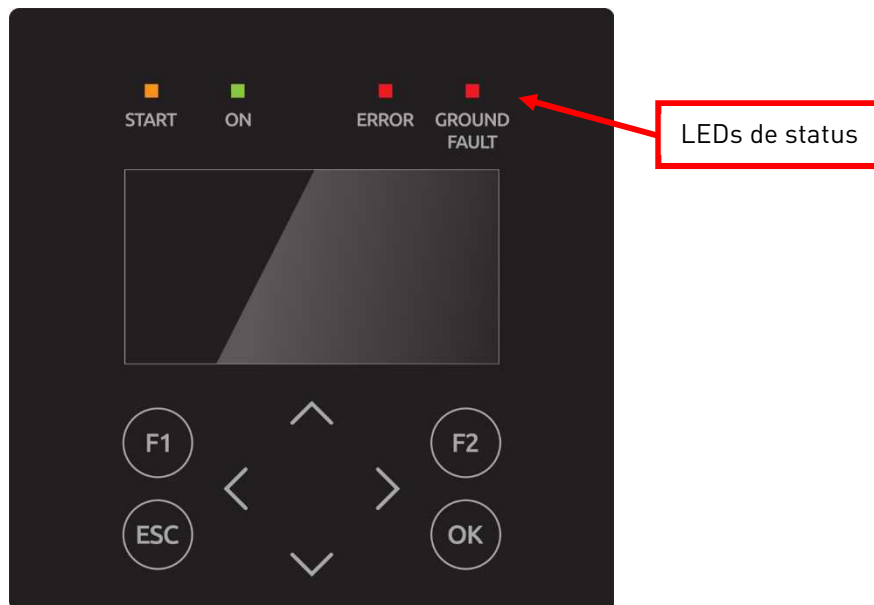 START
ON
ERROR
GROUND
FAULT
LEDs de status
F1
F2
ESC
OK